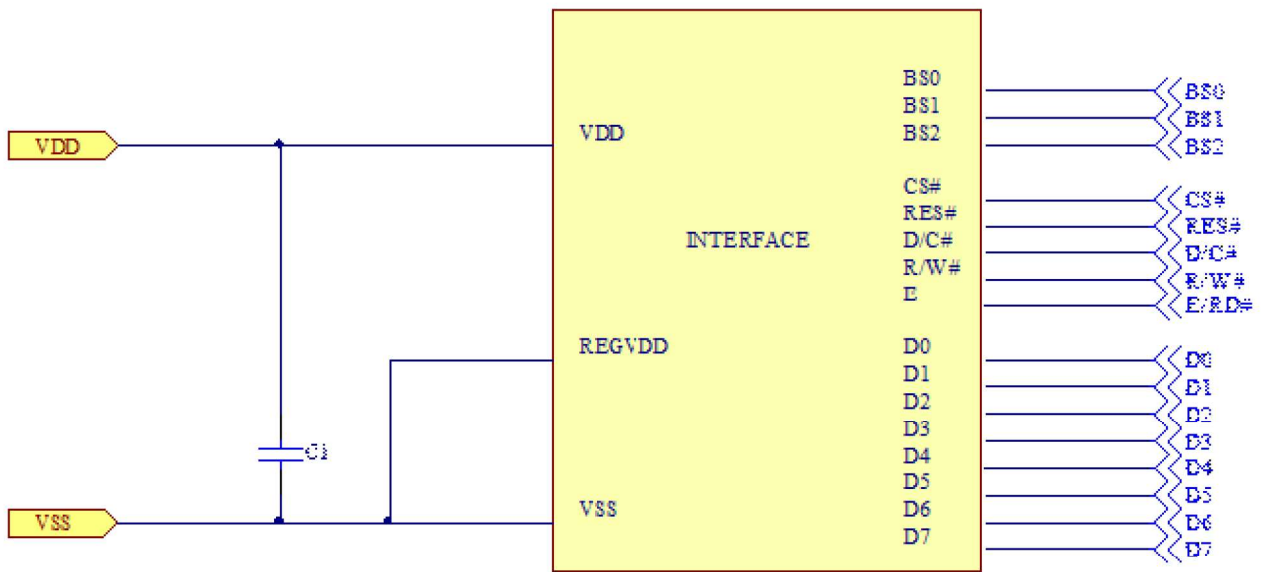 BS0 BS0
BS1 BS1
VDD VDD BS2 BS2
CS# CS#
RES# RES#
INTERFACE D/C# D/C#
R/W# R/W#
E E/RD#
REGVDD D0 D0
D1 D1
D2 D2
D3 D3
C1 D4 D4
D5 D5
VSS VSS D6 D6
D7 D7